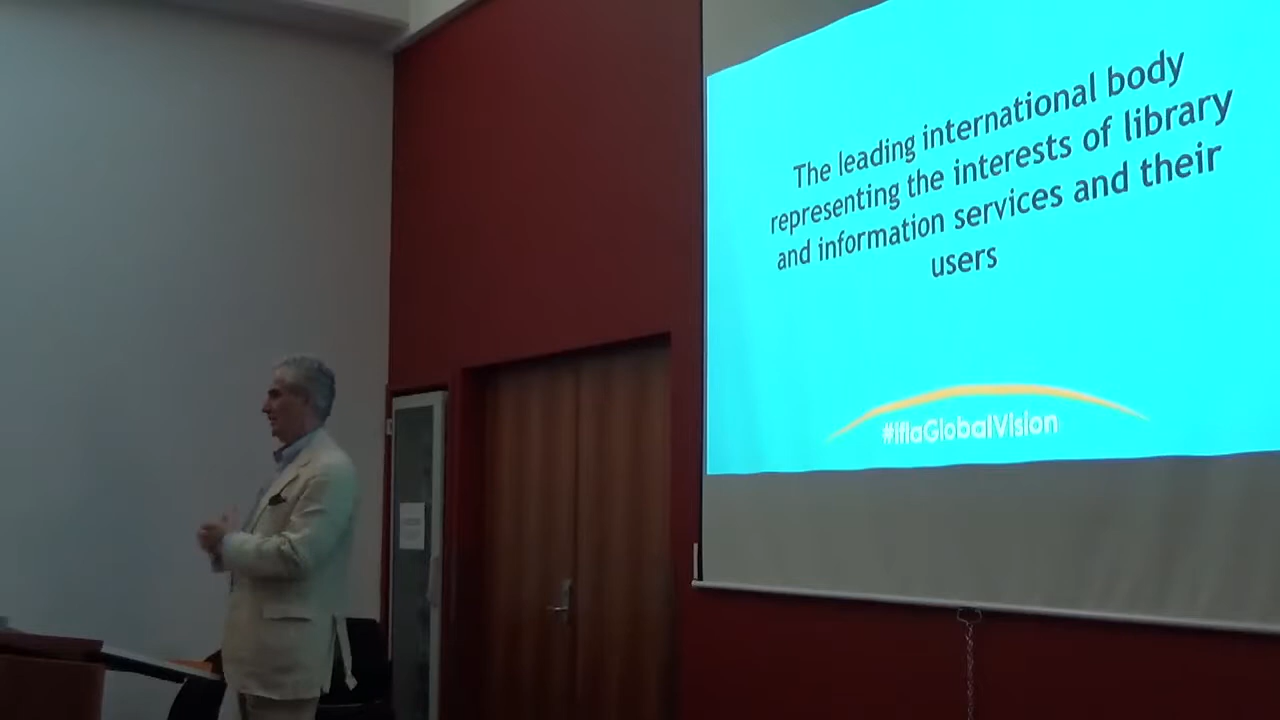 The leading international body
representing the interests of library
and information services and their
users
#iflaGlobalVision